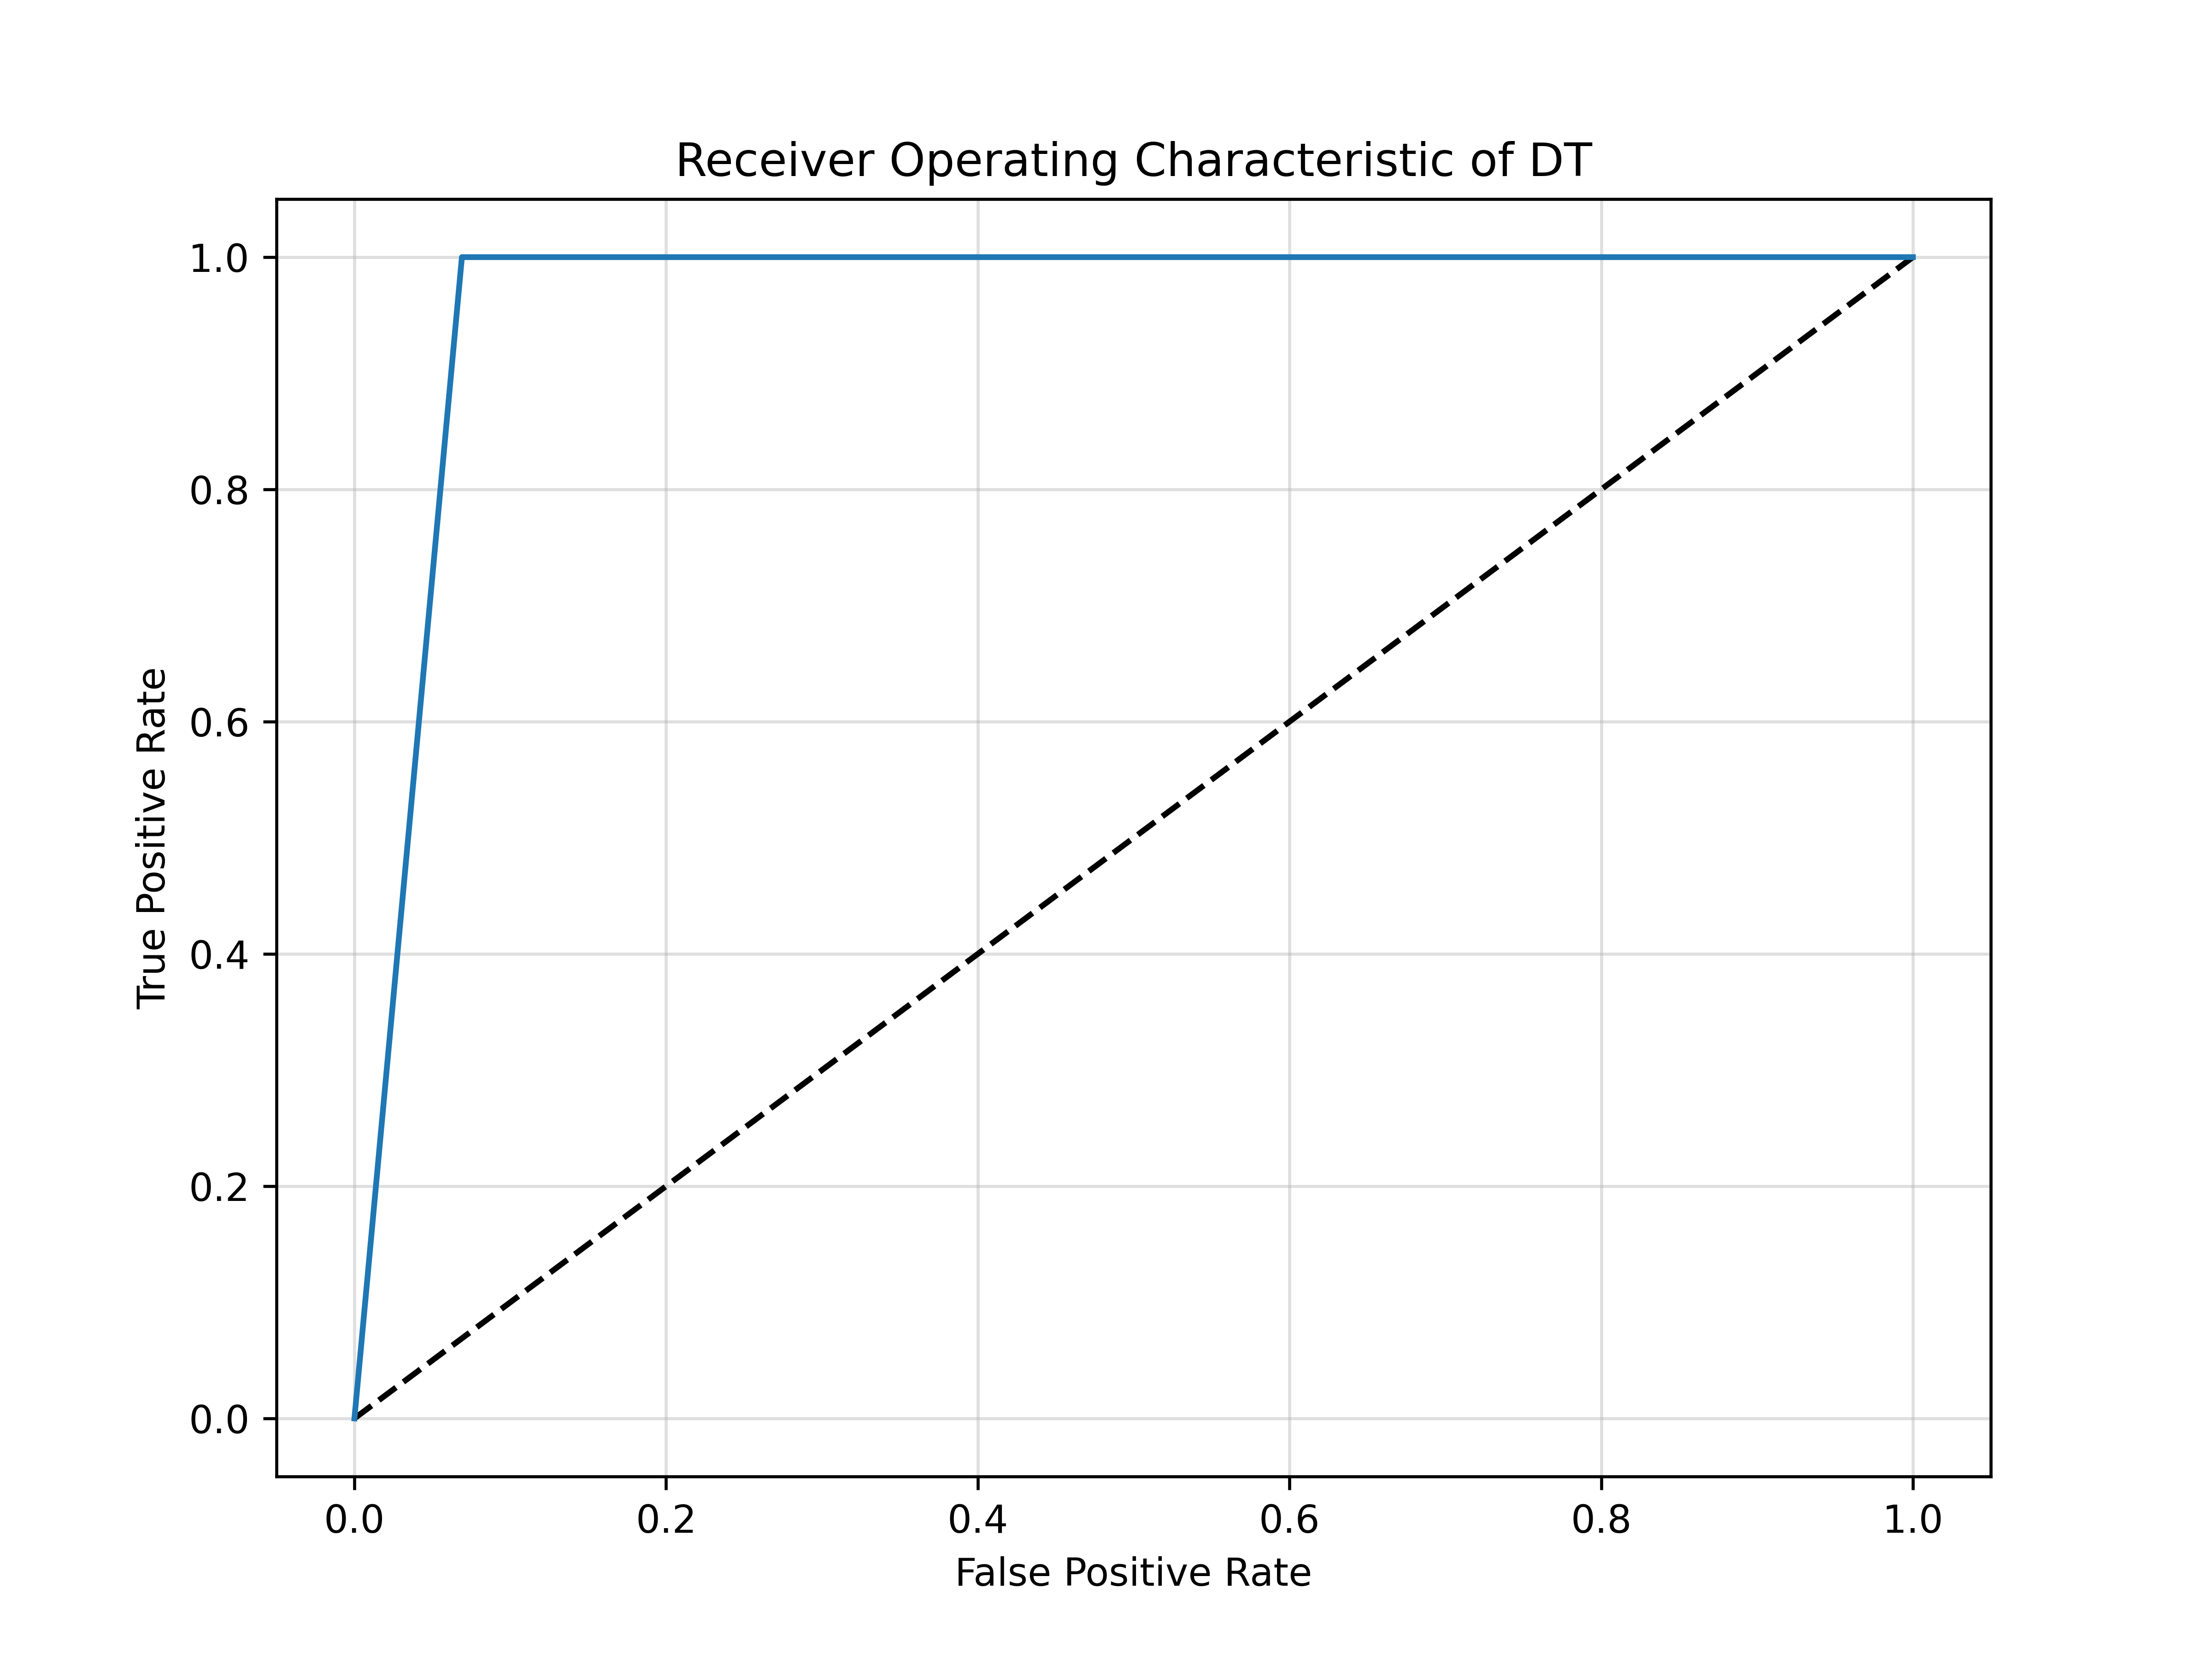 Receiver Operating Characteristic of DT
True Positive Rate
1.0
0.8
0.6
0.4
0.2
0.0
0.0 0.2 0.4 0.6 0.8 1.0
False Positive Rate